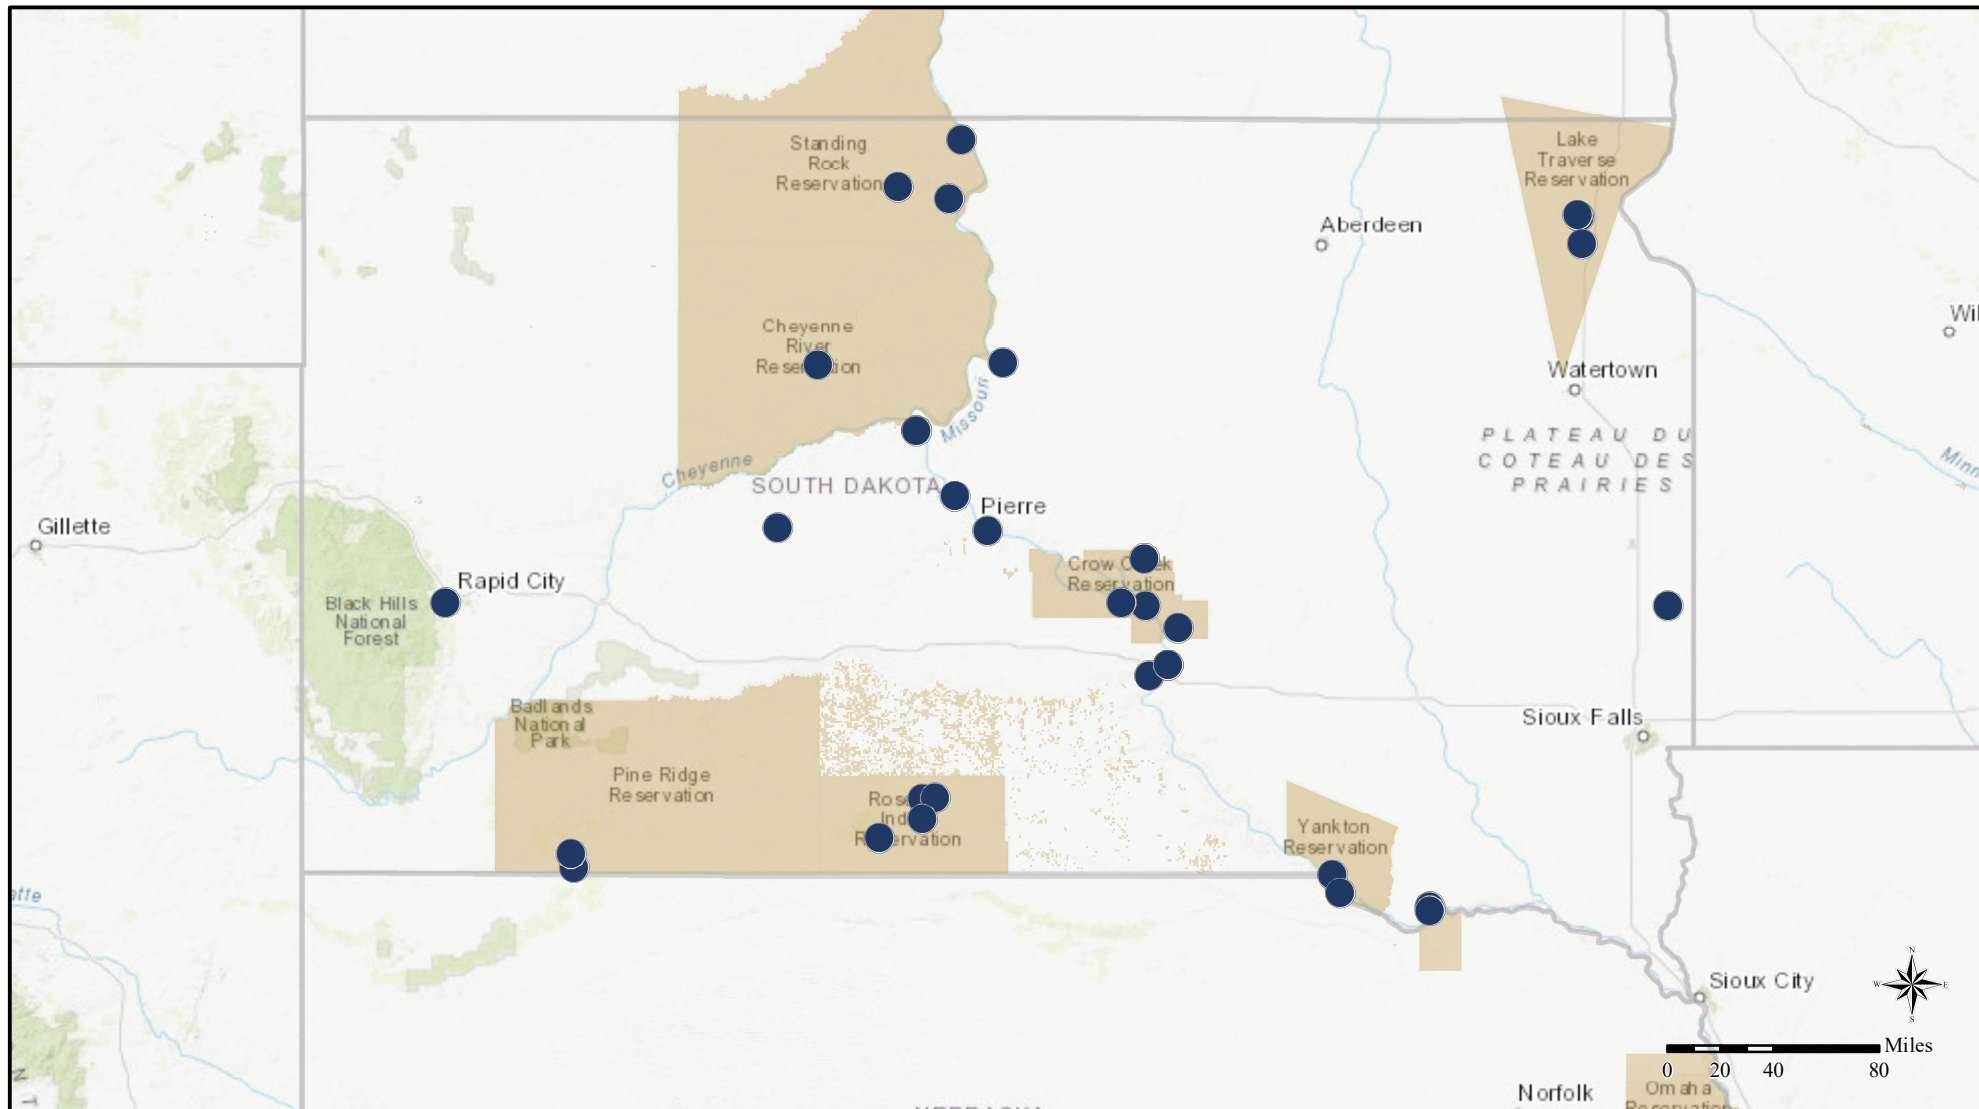 Standing
Rock
Reservation
Lake
Traverse
Reservation
Aberdeen
Cheyenne
River
Missouri
Watertown
PLATEAU DU
COTEAU DES
PRAIRIES
Cheyenne
SOUTH DAKOTA
Pierre
Gillette
Rapid City
Black Hills
National
Forest
Reservation
Badlands
National
Park
Sioux Falls
Pine Ridge
Reservation
Yankton
Reservation
Sioux City
N
W
E
S
Miles
0 20 40 80
Norfolk
Omaha
Reservation